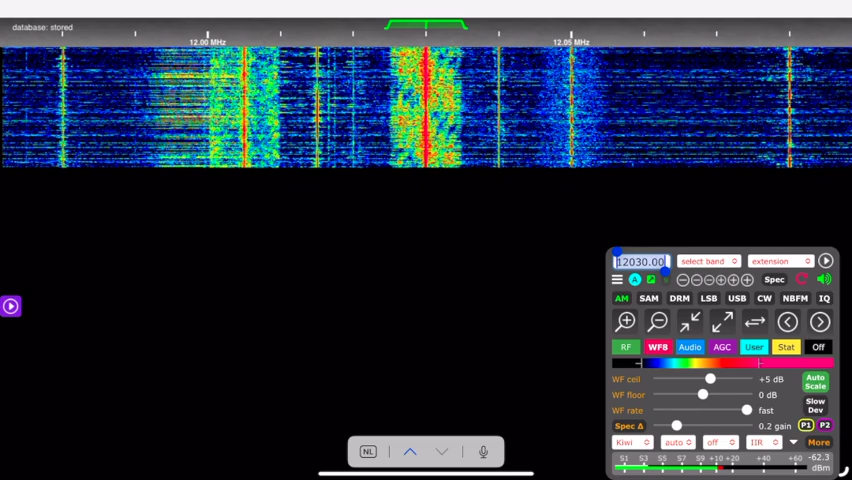 database: stored
12.00 MHz
12.05 MHz
12030.00
select band
extension
A
Spec
AM SAM DRM LSB USB CW NBFM IQ
RF WF8 Audio AGC User Stat Off
WF ceil +5 dB
Auto Scale
WF floor 0 dB
WF rate fast
Slow Dev
Spec Δ 0.2 gain P1 P2
Kiwi auto off IIR More
S1 S3 S5 S7 S9 +10 +20 +40 +60 -62.3 dBm
NL